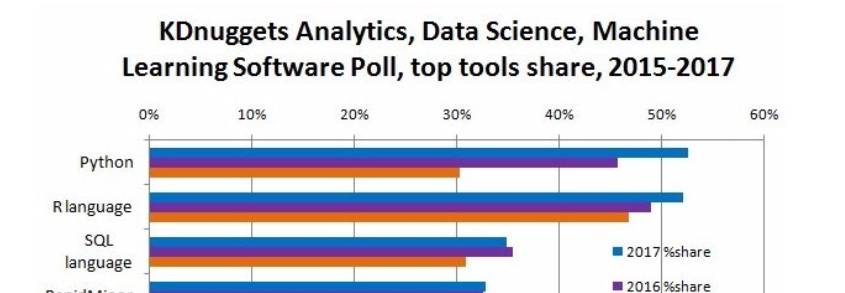 KDnuggets Analytics, Data Science, Machine
Learning Software Poll, top tools share, 2015-2017
0% 10% 20% 30% 40% 50% 60%
Python
R language
SQL
language
2017 %share
2016 %share